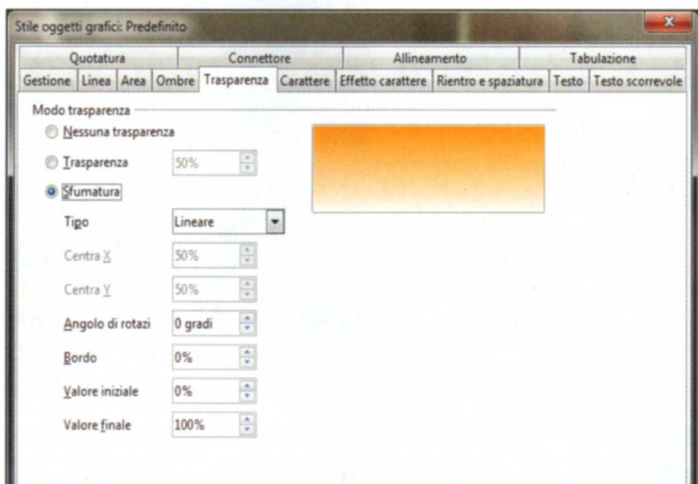 Stile oggetti grafici: Predefinito
x
Quotatura Connettore Allineamento Tabulazione
Gestione Linea Area Ombre Trasparenza Carattere Effetto carattere Rientro e spaziatura Testo Testo scorrevole
Modo trasparenza
Nessuna trasparenza
Trasparenza 50%
Sfumatura
Tipo Lineare
Centra X 50%
Centra Y 50%
Angolo di rotazi 0 gradi
Bordo 0%
Valore iniziale 0%
Valore finale 100%